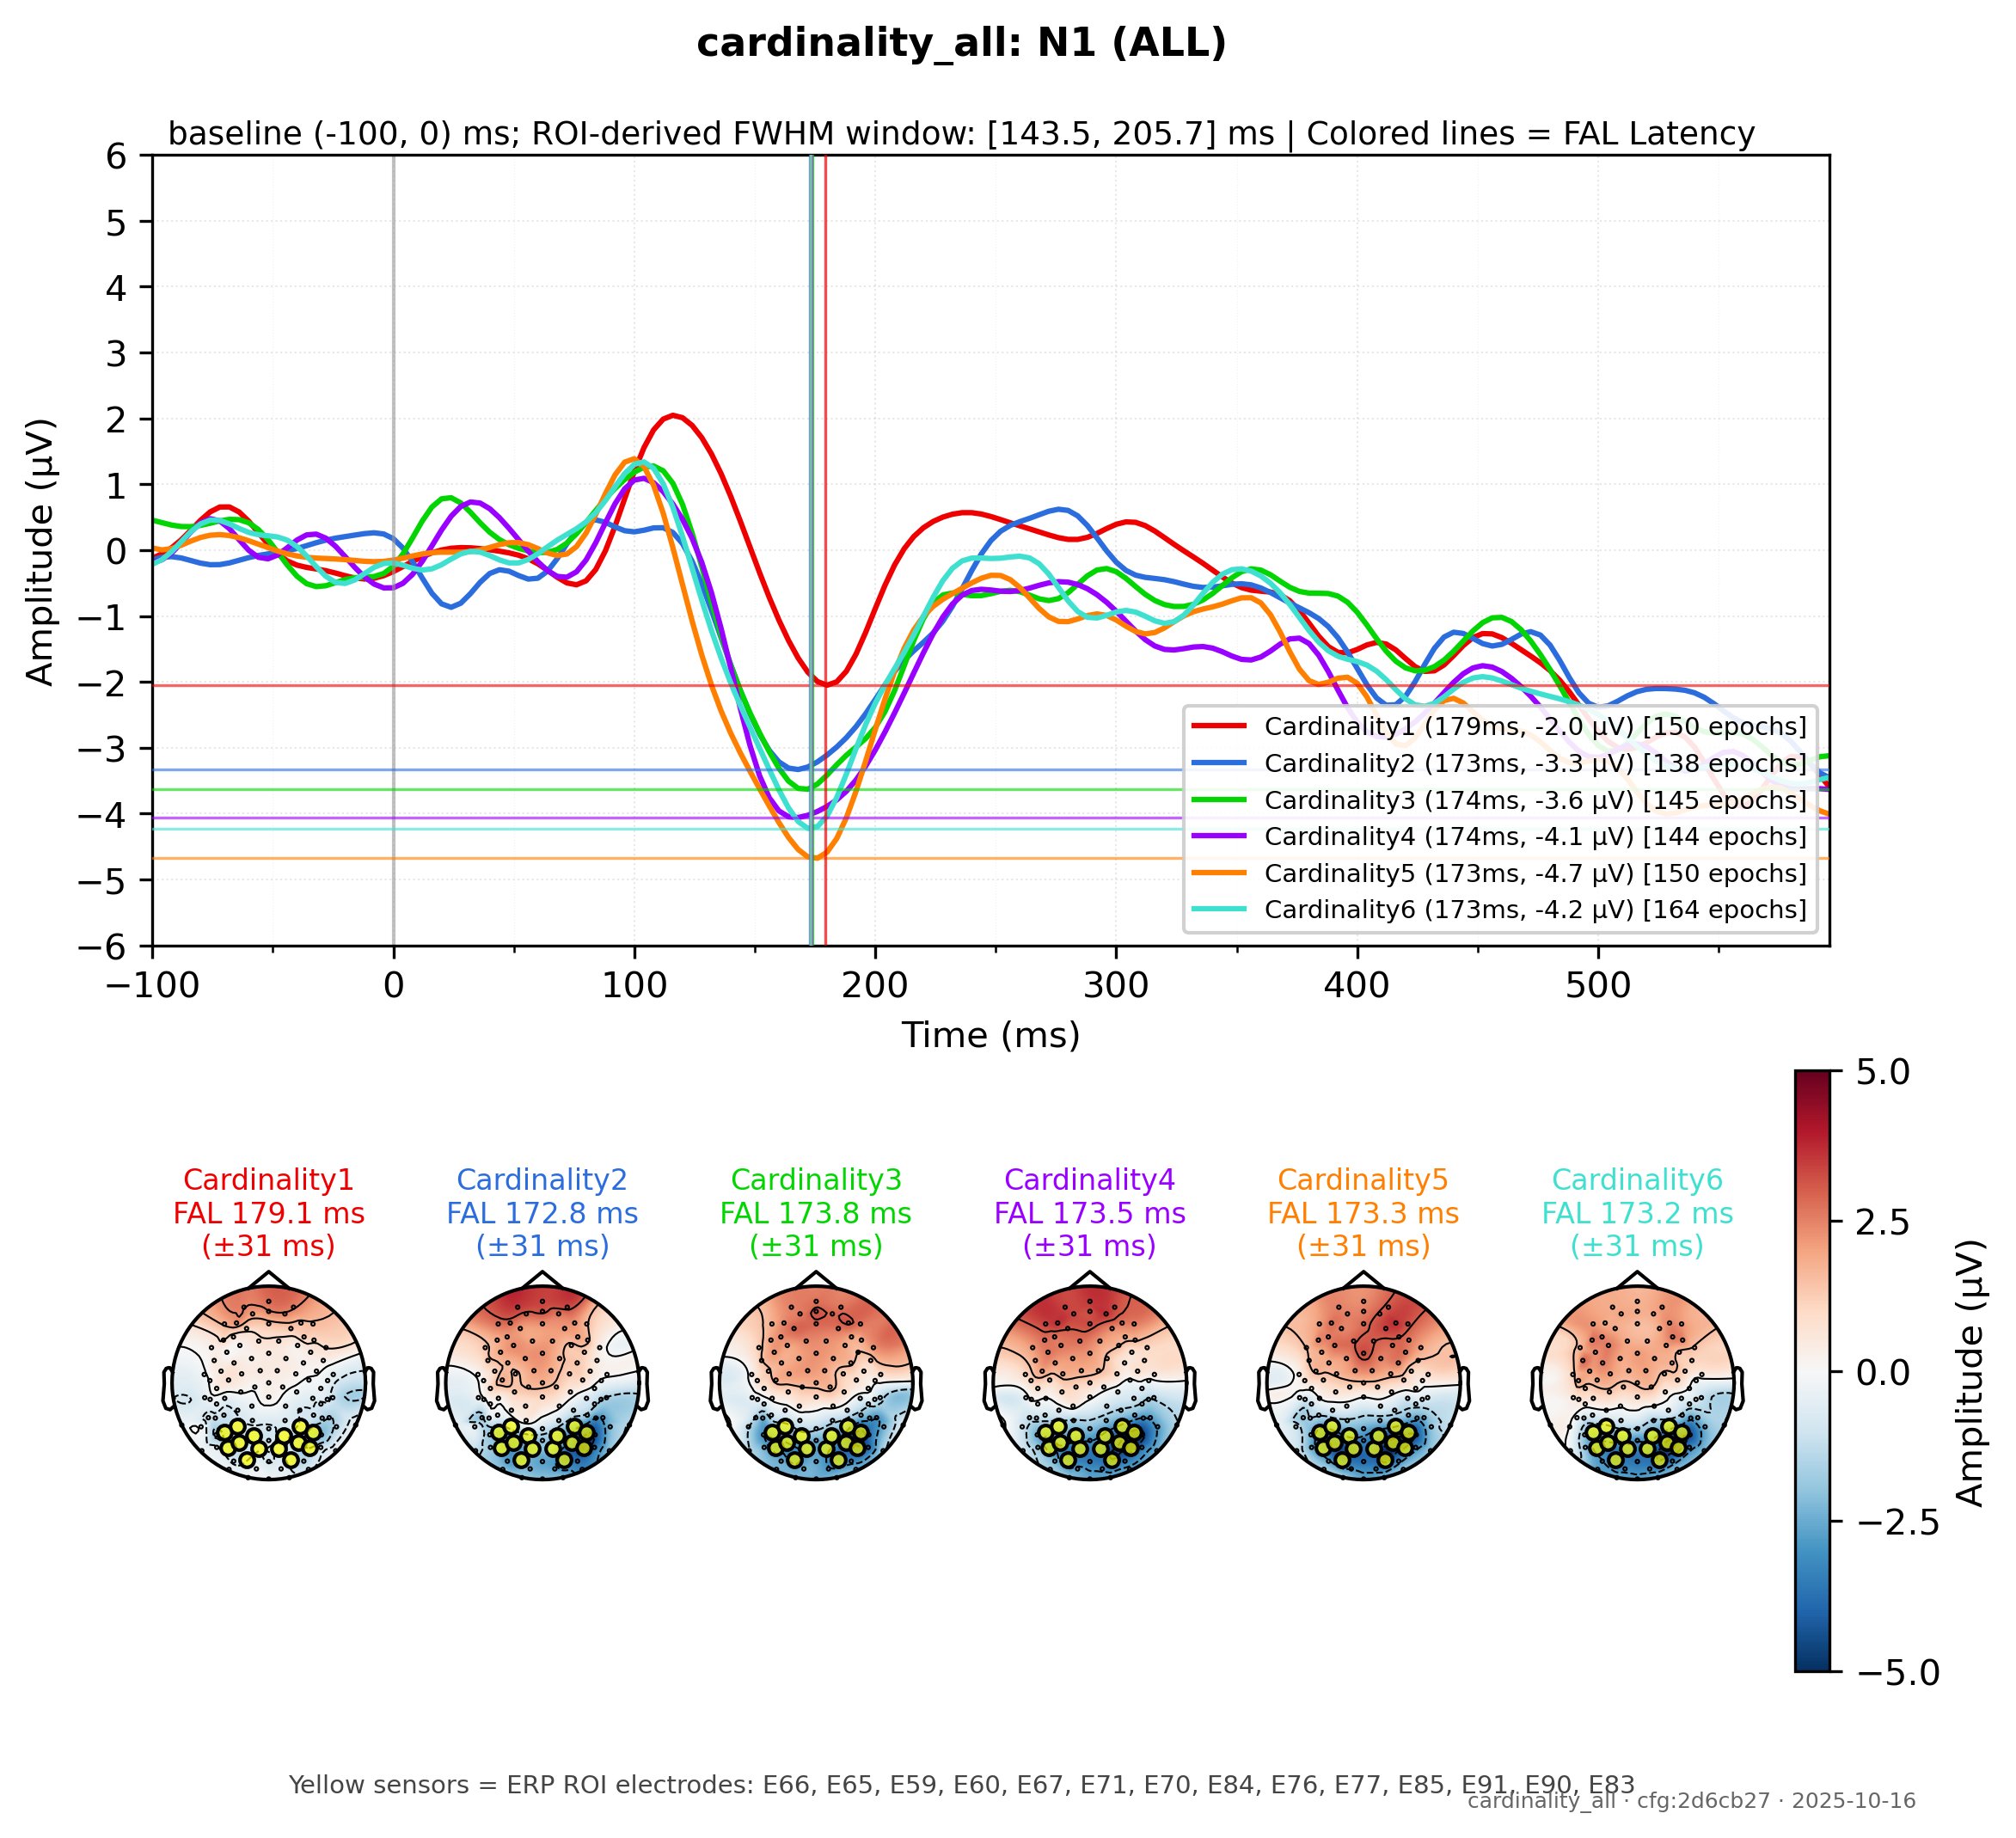 cardinality_all: N1 (ALL)
baseline (-100, 0) ms; ROI-derived FWHM window: [143.5, 205.7] ms | Colored lines = FAL Latency
Amplitude (µV)
6
5
4
3
2
1
0
−1
−2
−3
−4
−5
−6
Cardinality1 (179ms, -2.0 µV) [150 epochs]
Cardinality2 (173ms, -3.3 µV) [138 epochs]
Cardinality3 (174ms, -3.6 µV) [145 epochs]
Cardinality4 (174ms, -4.1 µV) [144 epochs]
Cardinality5 (173ms, -4.7 µV) [150 epochs]
Cardinality6 (173ms, -4.2 µV) [164 epochs]
−100 0 100 200 300 400 500
Time (ms)
Cardinality1
FAL 179.1 ms
(±31 ms)
Cardinality2
FAL 172.8 ms
(±31 ms)
Cardinality3
FAL 173.8 ms
(±31 ms)
Cardinality4
FAL 173.5 ms
(±31 ms)
Cardinality5
FAL 173.3 ms
(±31 ms)
Cardinality6
FAL 173.2 ms
(±31 ms)
5.0
2.5
0.0
−2.5
−5.0
Amplitude (µV)
Yellow sensors = ERP ROI electrodes: E66, E65, E59, E60, E67, E71, E70, E84, E76, E77, E85, E91, E90, E83
cardinality_all · cfg:2d6cb27 · 2025-10-16